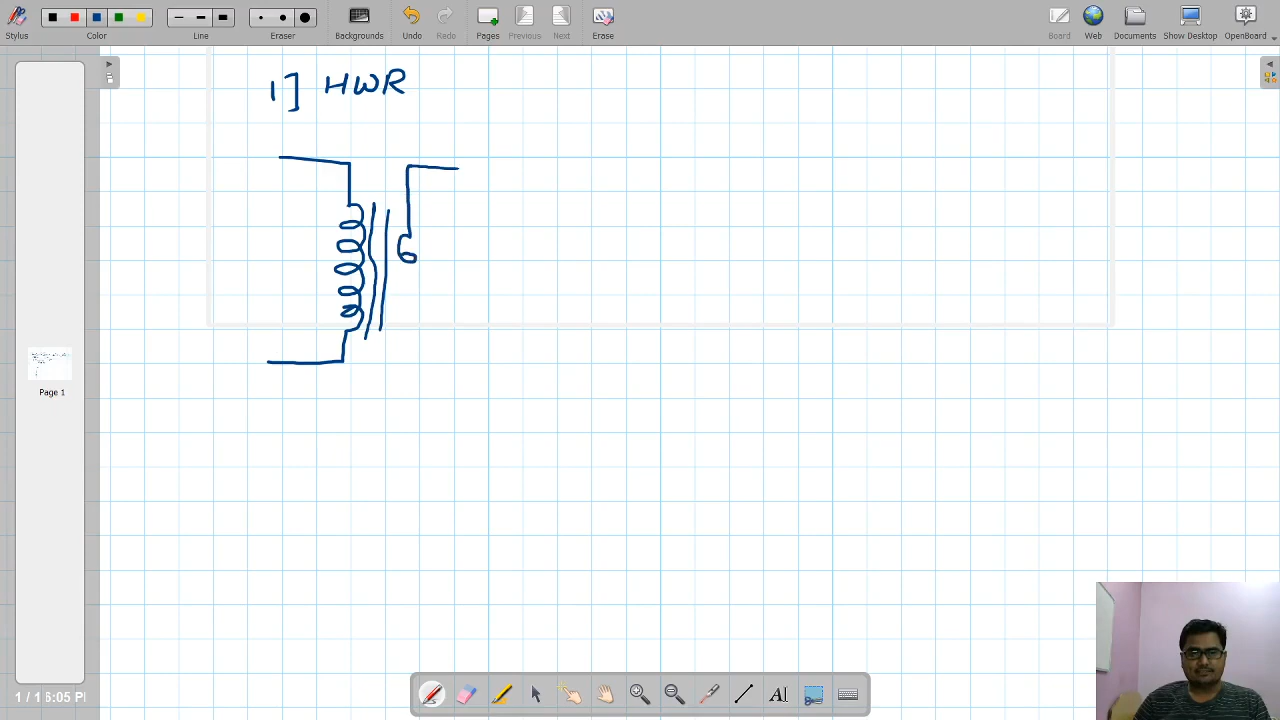 Stylus Color Line Eraser Backgrounds Undo Redo Pages Previous Next Erase Board Web Documents Show Desktop OpenBoard
1] HWR
Page 1